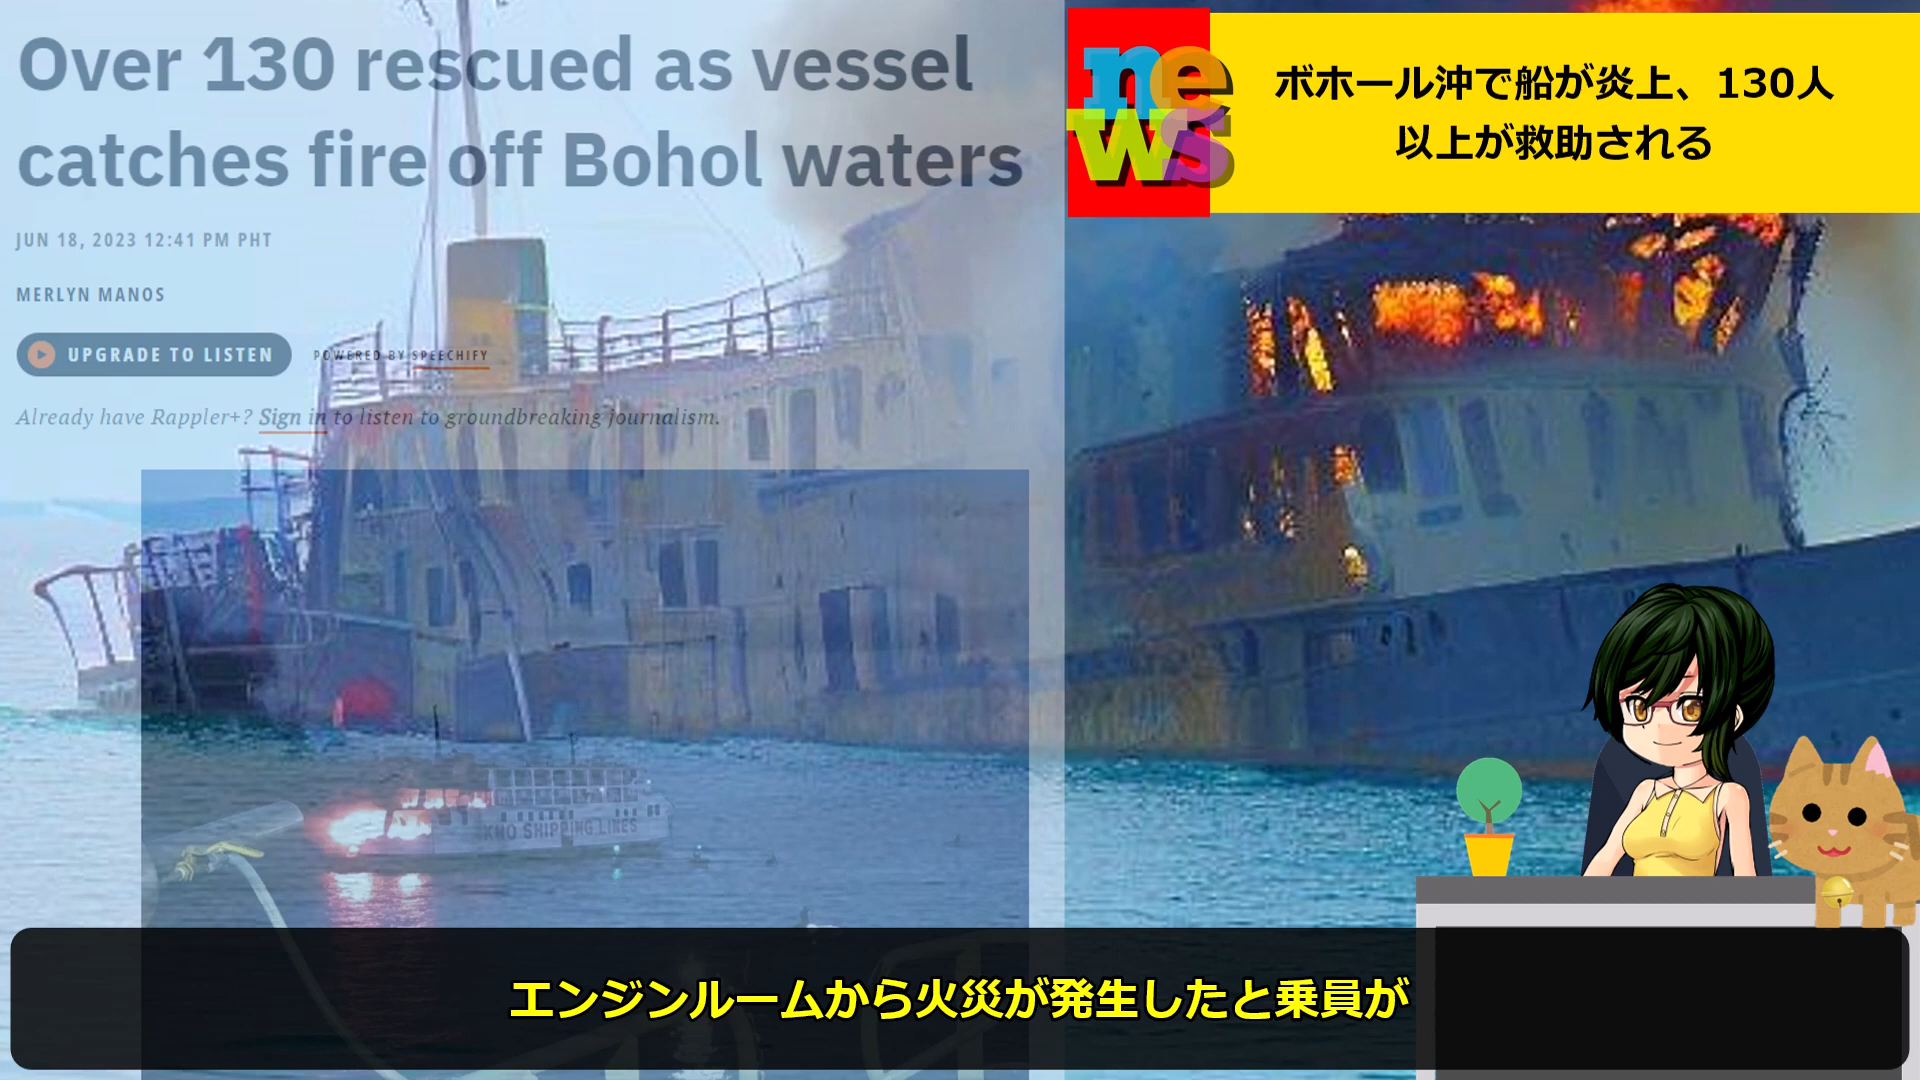 Over 130 rescued as vessel
catches fire off Bohol waters
JUN 18, 2023 12:41 PM PHT
MERLYN MANOS
UPGRADE TO LISTEN
POWERED BY SPEECHIFY
Already have Rappler+? Sign in to listen to groundbreaking journalism.
KHO SHIPPING LINES
news
ボホール沖で船が炎上、130人
以上が救助される
エンジンルームから火災が発生したと乗員が